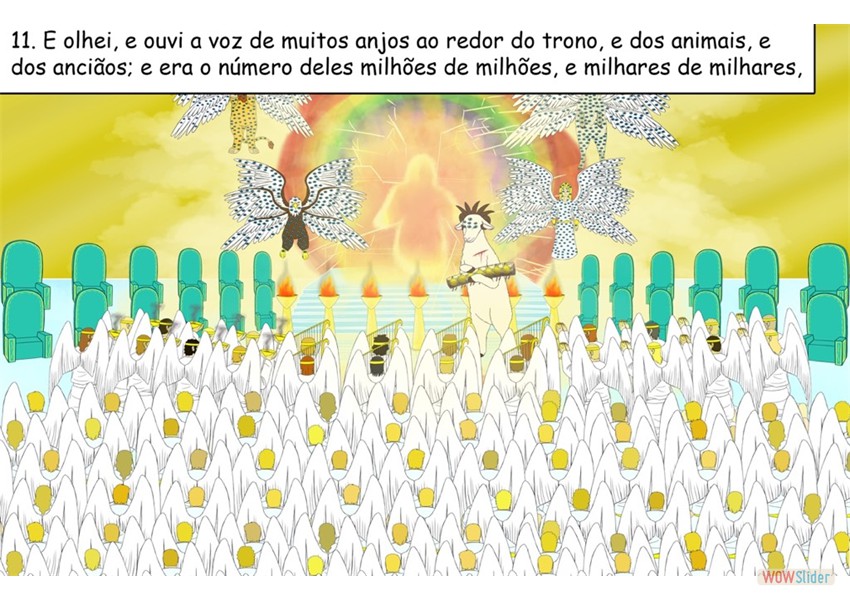 11. E olhei, e ouvi a voz de muitos anjos ao redor do trono, e dos animais, e
dos anciãos; e era o número deles milhões de milhões, e milhares de milhares,
WOWSlider